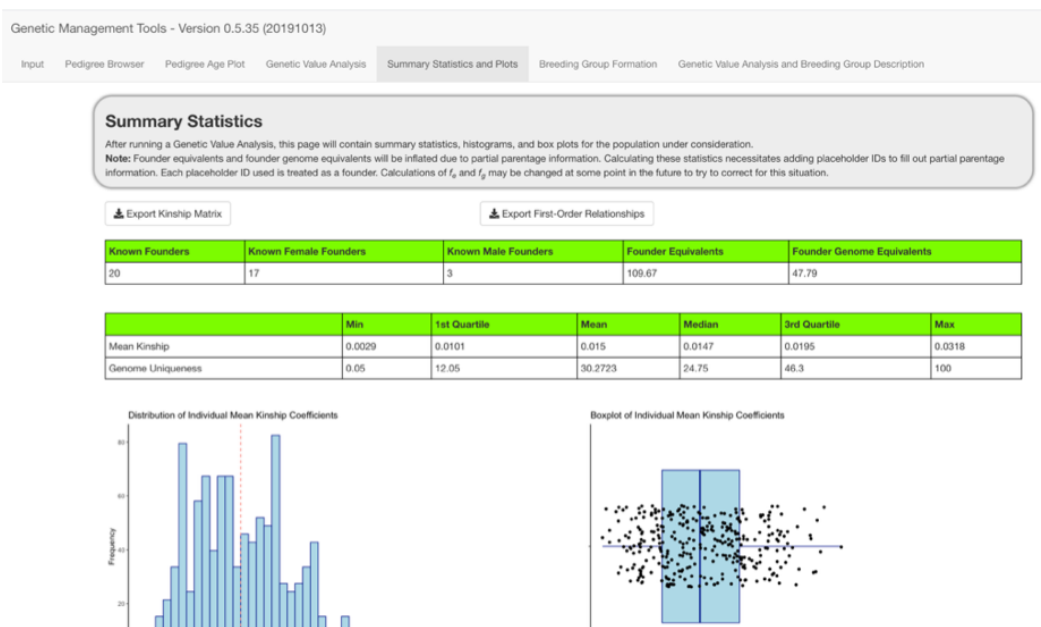 Genetic Management Tools - Version 0.5.35 (20191013)
Input Pedigree Browser Pedigree Age Plot Genetic Value Analysis Summary Statistics and Plots Breeding Group Formation Genetic Value Analysis and Breeding Group Description
Summary Statistics
After running a Genetic Value Analysis, this page will contain summary statistics, histograms, and box plots for the population under consideration.
Note: Founder equivalents and founder genome equivalents will be inflated due to partial parentage information. Calculating these statistics necessitates adding placeholder IDs to fill out partial parentage
information. Each placeholder ID used is treated as a founder. Calculations of fe and fg may be changed at some point in the future to try to correct for this situation.
Export Kinship Matrix Export First-Order Relationships
Known Founders Known Female Founders Known Male Founders Founder Equivalents Founder Genome Equivalents
20 17 3 109.67 47.79
Min 1st Quartile Mean Median 3rd Quartile Max
Mean Kinship 0.0029 0.0101 0.015 0.0147 0.0195 0.0318
Genome Uniqueness 0.05 12.05 30.2723 24.75 46.3 100
Distribution of Individual Mean Kinship Coefficients Boxplot of Individual Mean Kinship Coefficients
80
60
Frequency
40
20